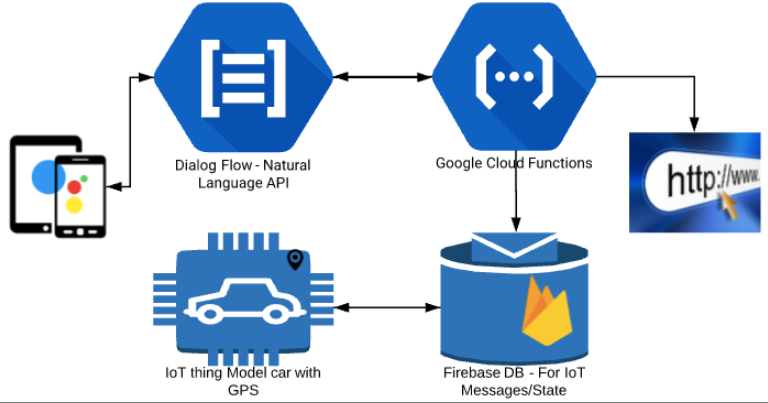 Dialog Flow - Natural
Language API
Google Cloud Functions
http://www.
IoT thing Model car with
GPS
Firebase DB - For IoT
Messages/State